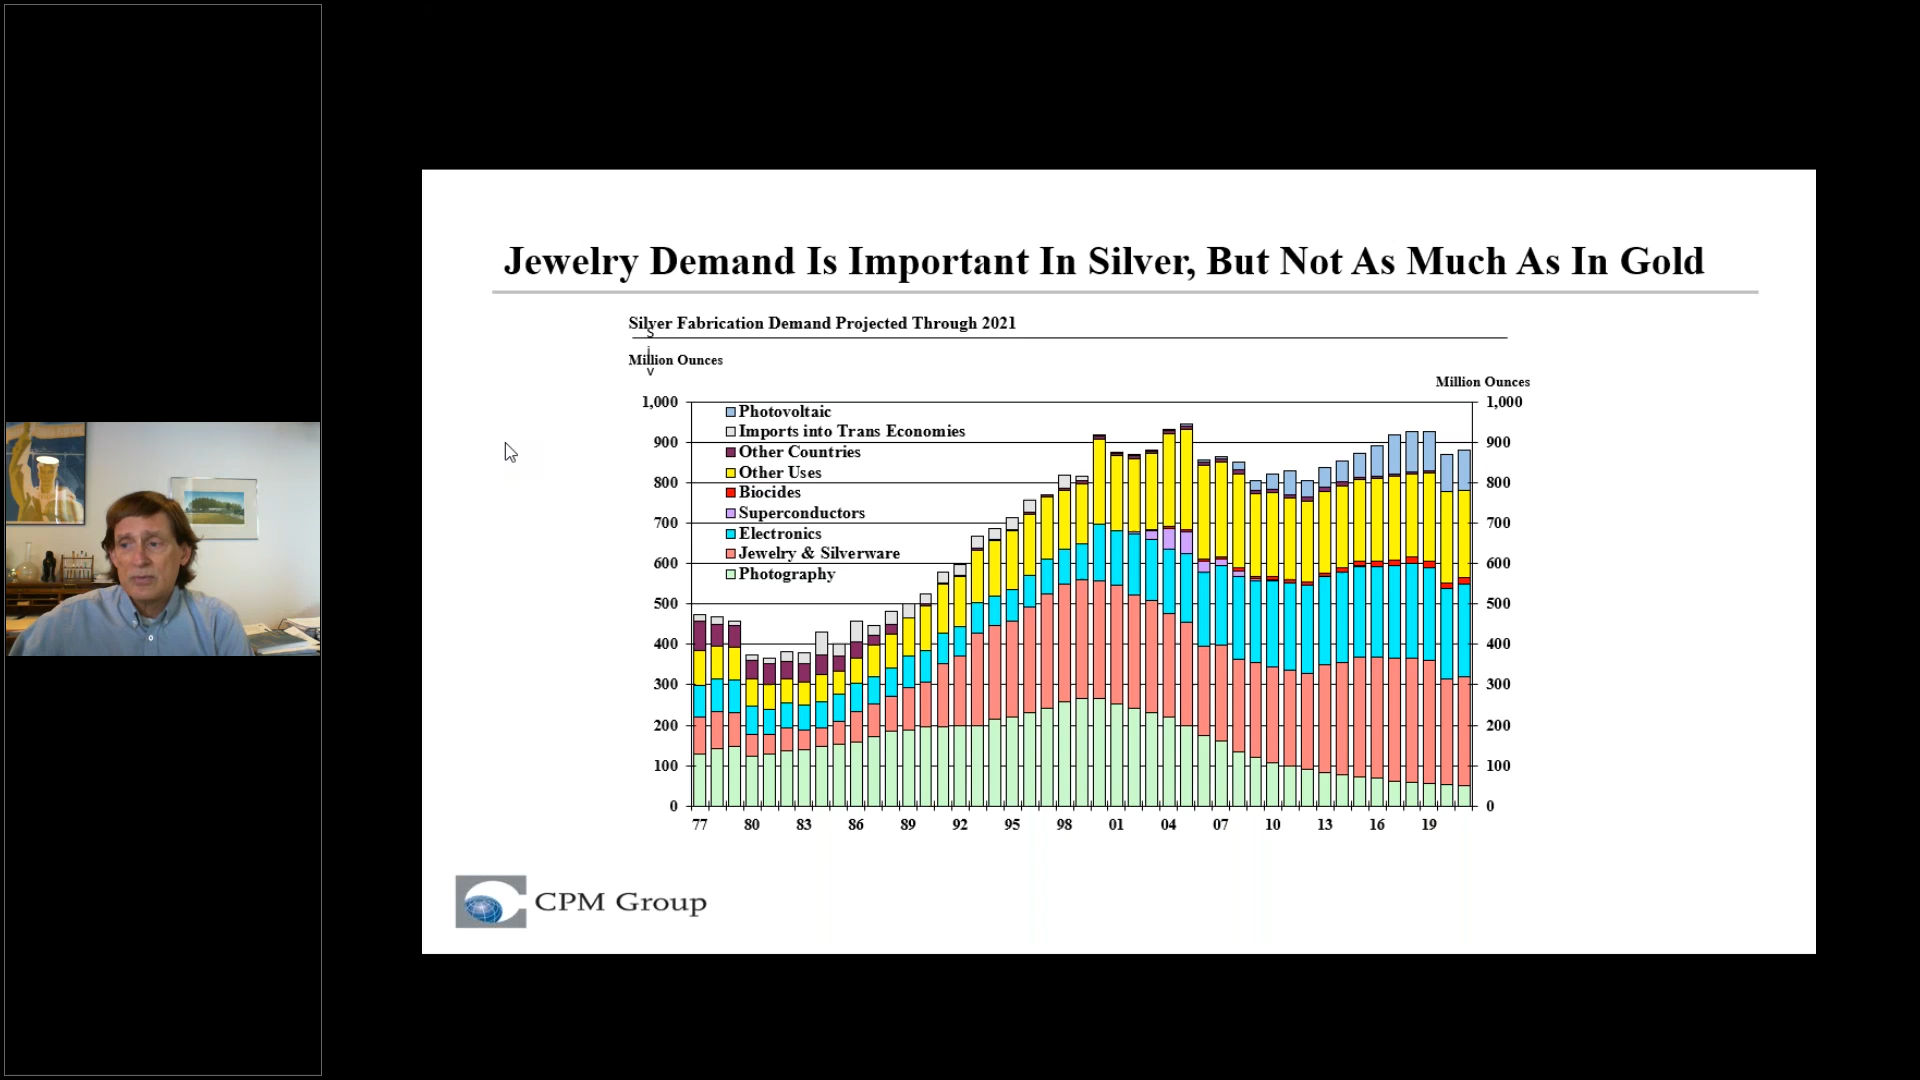 Jewelry Demand Is Important In Silver, But Not As Much As In Gold
Silver Fabrication Demand Projected Through 2021
S
i
v
Million Ounces
Million Ounces
1,000
900
800
700
600
500
400
300
200
100
0
Photovoltaic
Imports into Trans Economies
Other Countries
Other Uses
Biocides
Superconductors
Electronics
Jewelry & Silverware
Photography
1,000
900
800
700
600
500
400
300
200
100
0
77 80 83 86 89 92 95 98 01 04 07 10 13 16 19
CPM Group